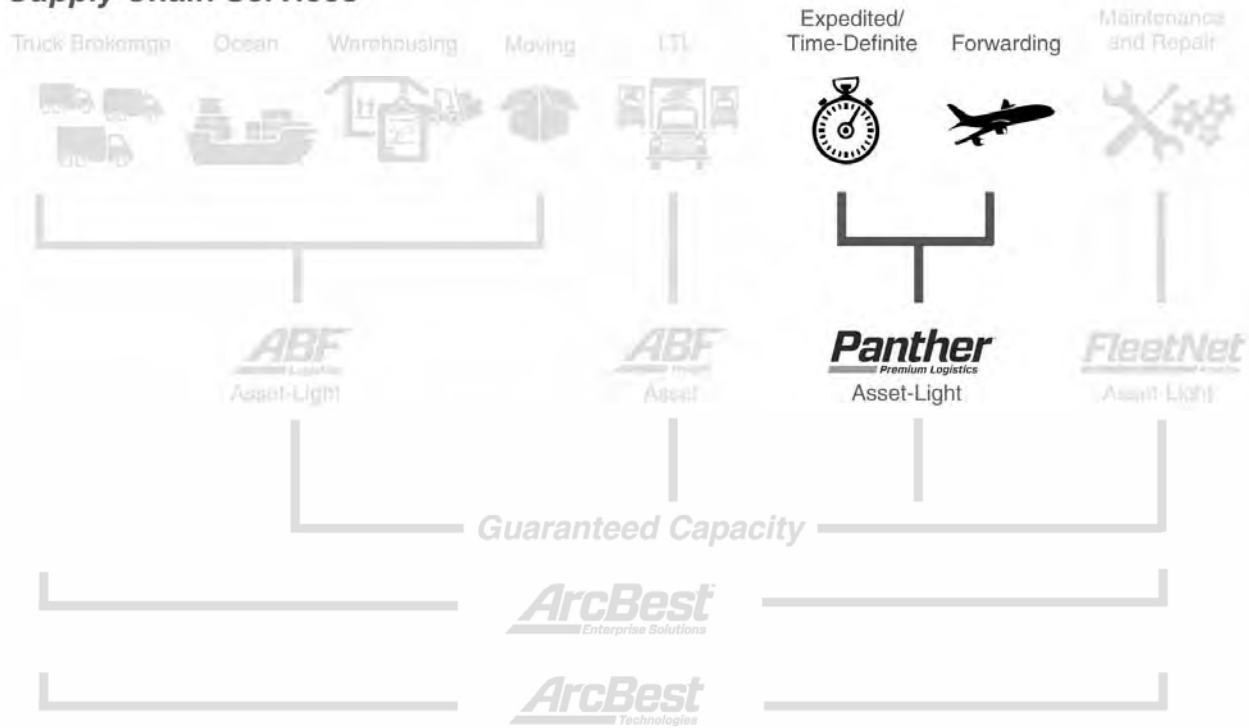 Supply Chain Services
Truck Brokerage
Ocean
Warehousing
Moving
LTL
Expedited/
Time-Definite
Forwarding
Maintenance
and Repair
ABF
Logistics
Asset-Light
ABF
Freight
Asset
Panther
Premium Logistics
Asset-Light
FleetNet
America
Asset-Light
Guaranteed Capacity
ArcBest
Enterprise Solutions
ArcBest
Technologies